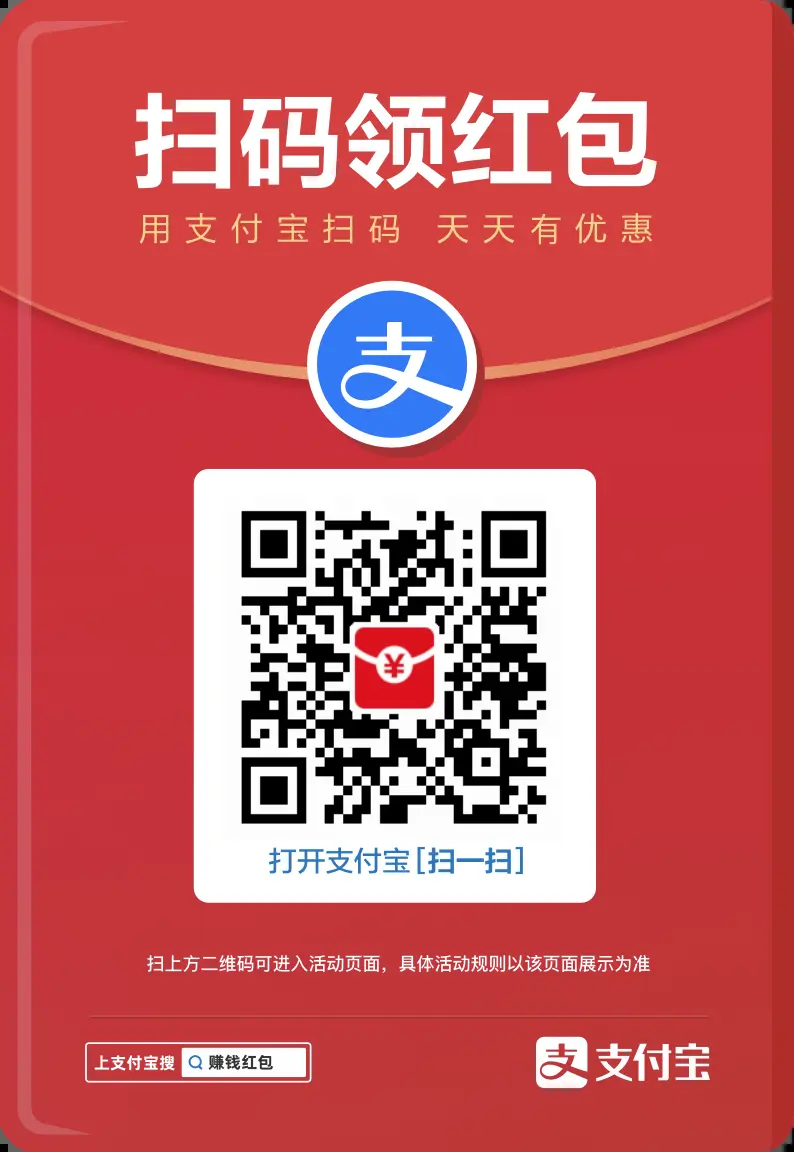 扫码领红包
用支付宝扫码 天天有优惠
支
¥
打开支付宝[扫一扫]
扫上方二维码可进入活动页面，具体活动规则以该页面展示为准
上支付宝搜 赚钱红包
支 支付宝